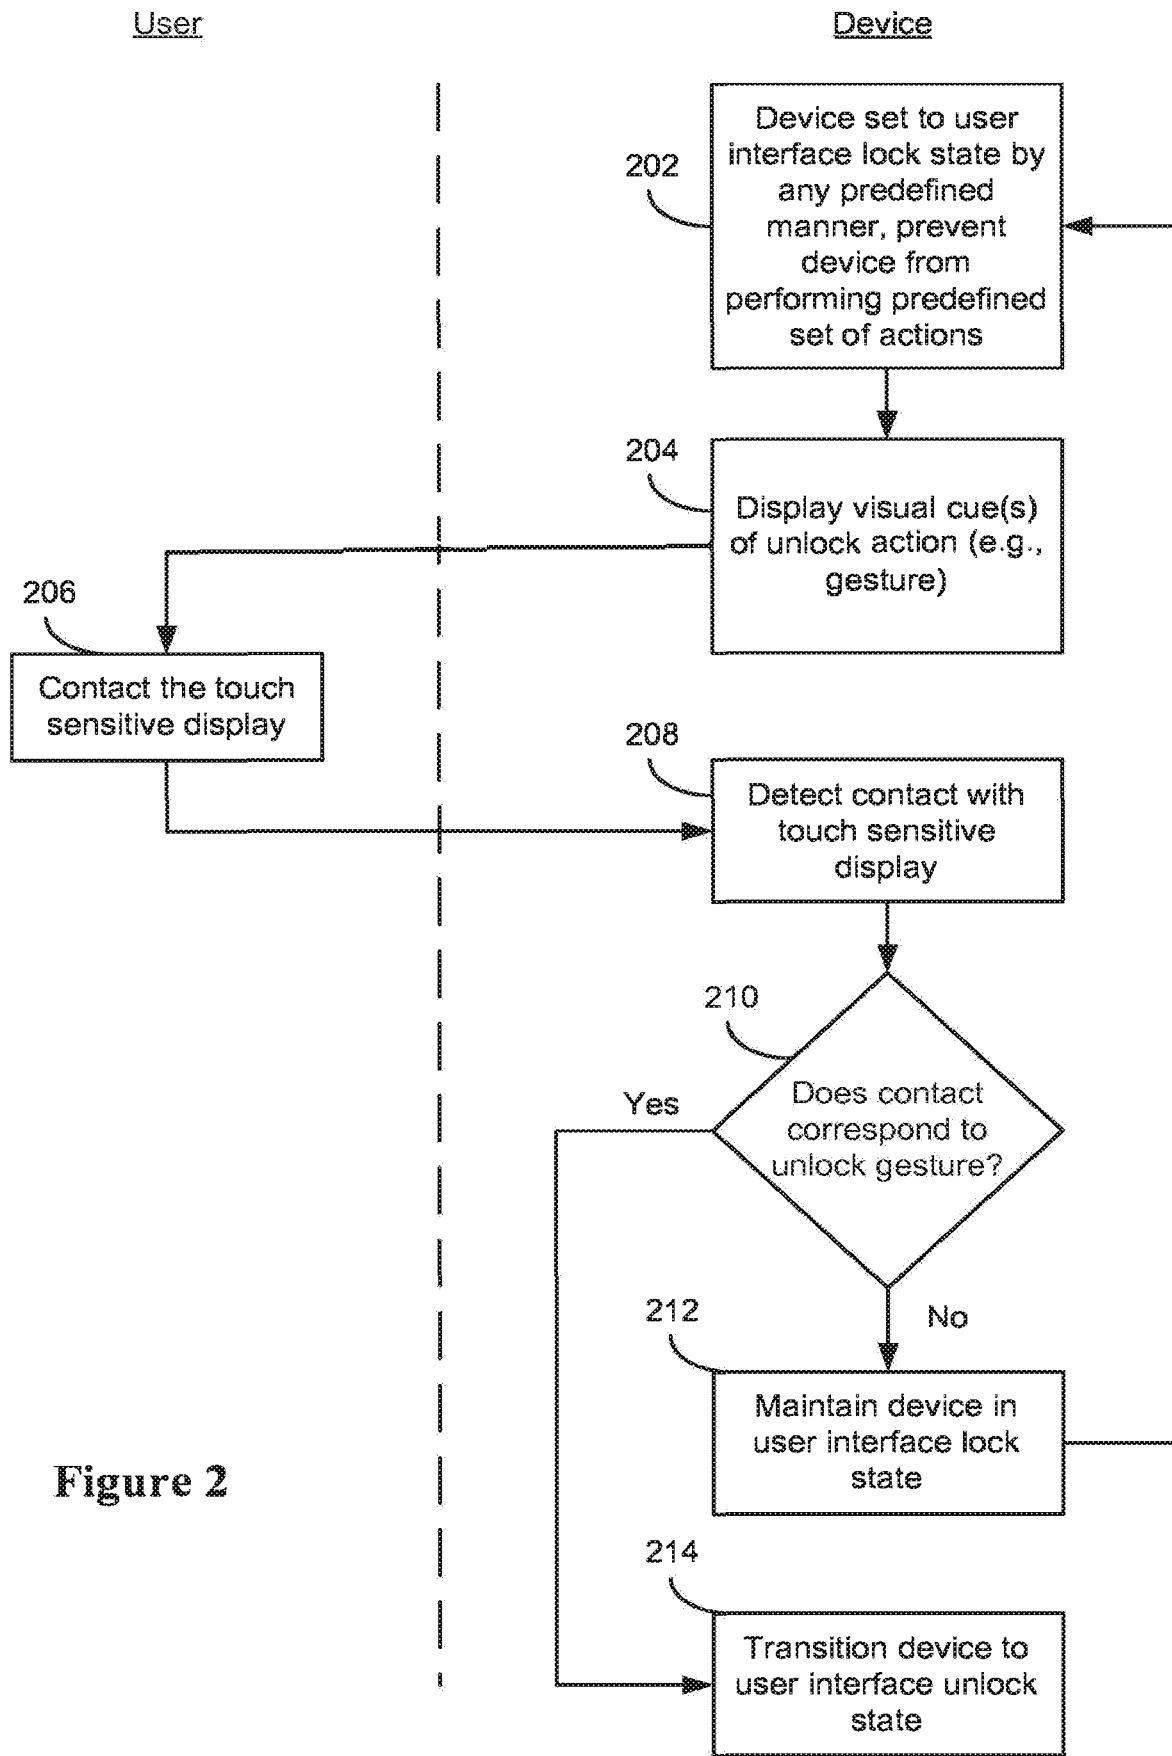 User
Device
202
Device set to user
interface lock state by
any predefined
manner, prevent
device from
performing predefined
set of actions
204
Display visual cue(s)
of unlock action (e.g.,
gesture)
206
Contact the touch
sensitive display
208
Detect contact with
touch sensitive
display
210
Does contact
correspond to
unlock gesture?
Yes
No
212
Maintain device in
user interface lock
state
Figure 2
214
Transition device to
user interface unlock
state